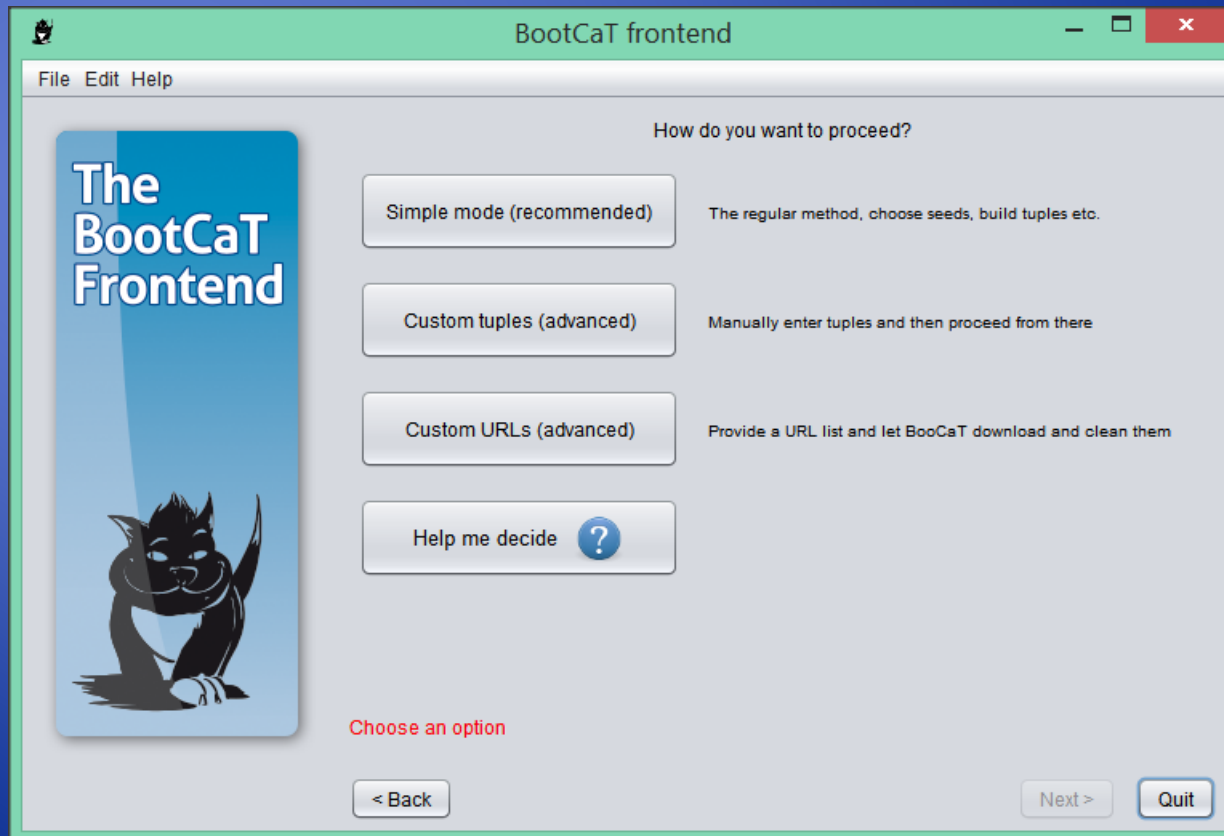 BootCaT frontend
File Edit Help
The
BootCaT
Frontend
How do you want to proceed?
Simple mode (recommended)
The regular method, choose seeds, build tuples etc.
Custom tuples (advanced)
Manually enter tuples and then proceed from there
Custom URLs (advanced)
Provide a URL list and let BooCaT download and clean them
Help me decide ?
Choose an option
< Back
Next >
Quit